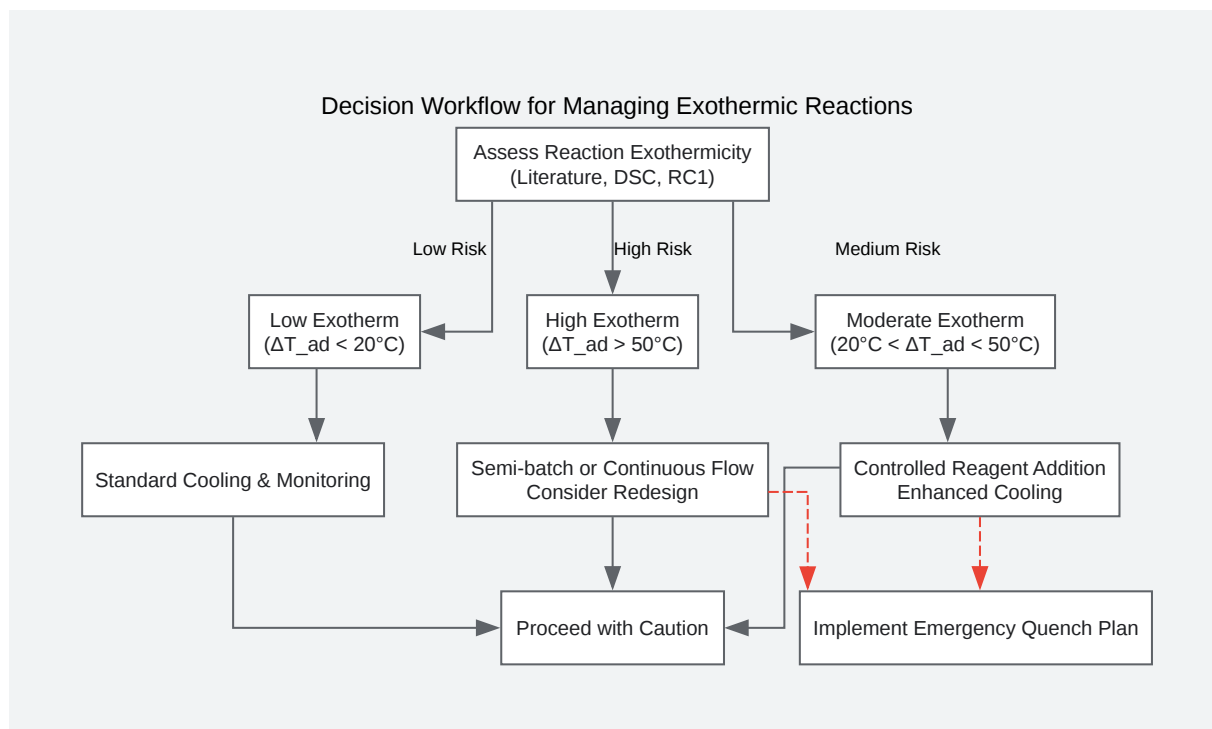 Decision Workflow for Managing Exothermic Reactions
Assess Reaction Exothermicity
(Literature, DSC, RC1)
Low Risk
High Risk
Medium Risk
Low Exotherm
(ΔT_ad < 20°C)
High Exotherm
(ΔT_ad > 50°C)
Moderate Exotherm
(20°C < ΔT_ad < 50°C)
Standard Cooling & Monitoring
Semi-batch or Continuous Flow
Consider Redesign
Controlled Reagent Addition
Enhanced Cooling
Proceed with Caution
Implement Emergency Quench Plan